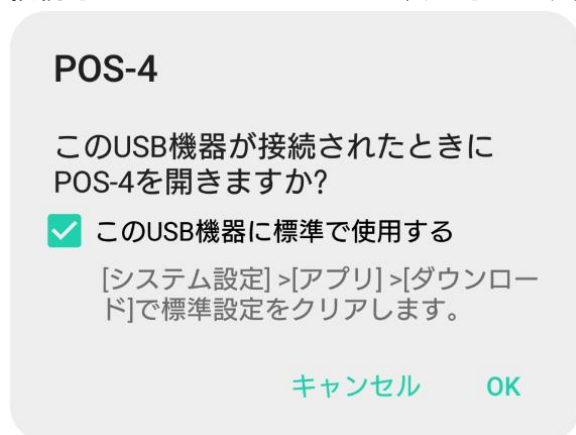 POS-4
このUSB機器が接続されたときに
POS-4を開きますか?
このUSB機器に標準で使用する
[システム設定] >[アプリ] >[ダウンロー
ド]で標準設定をクリアします。
キャンセル OK